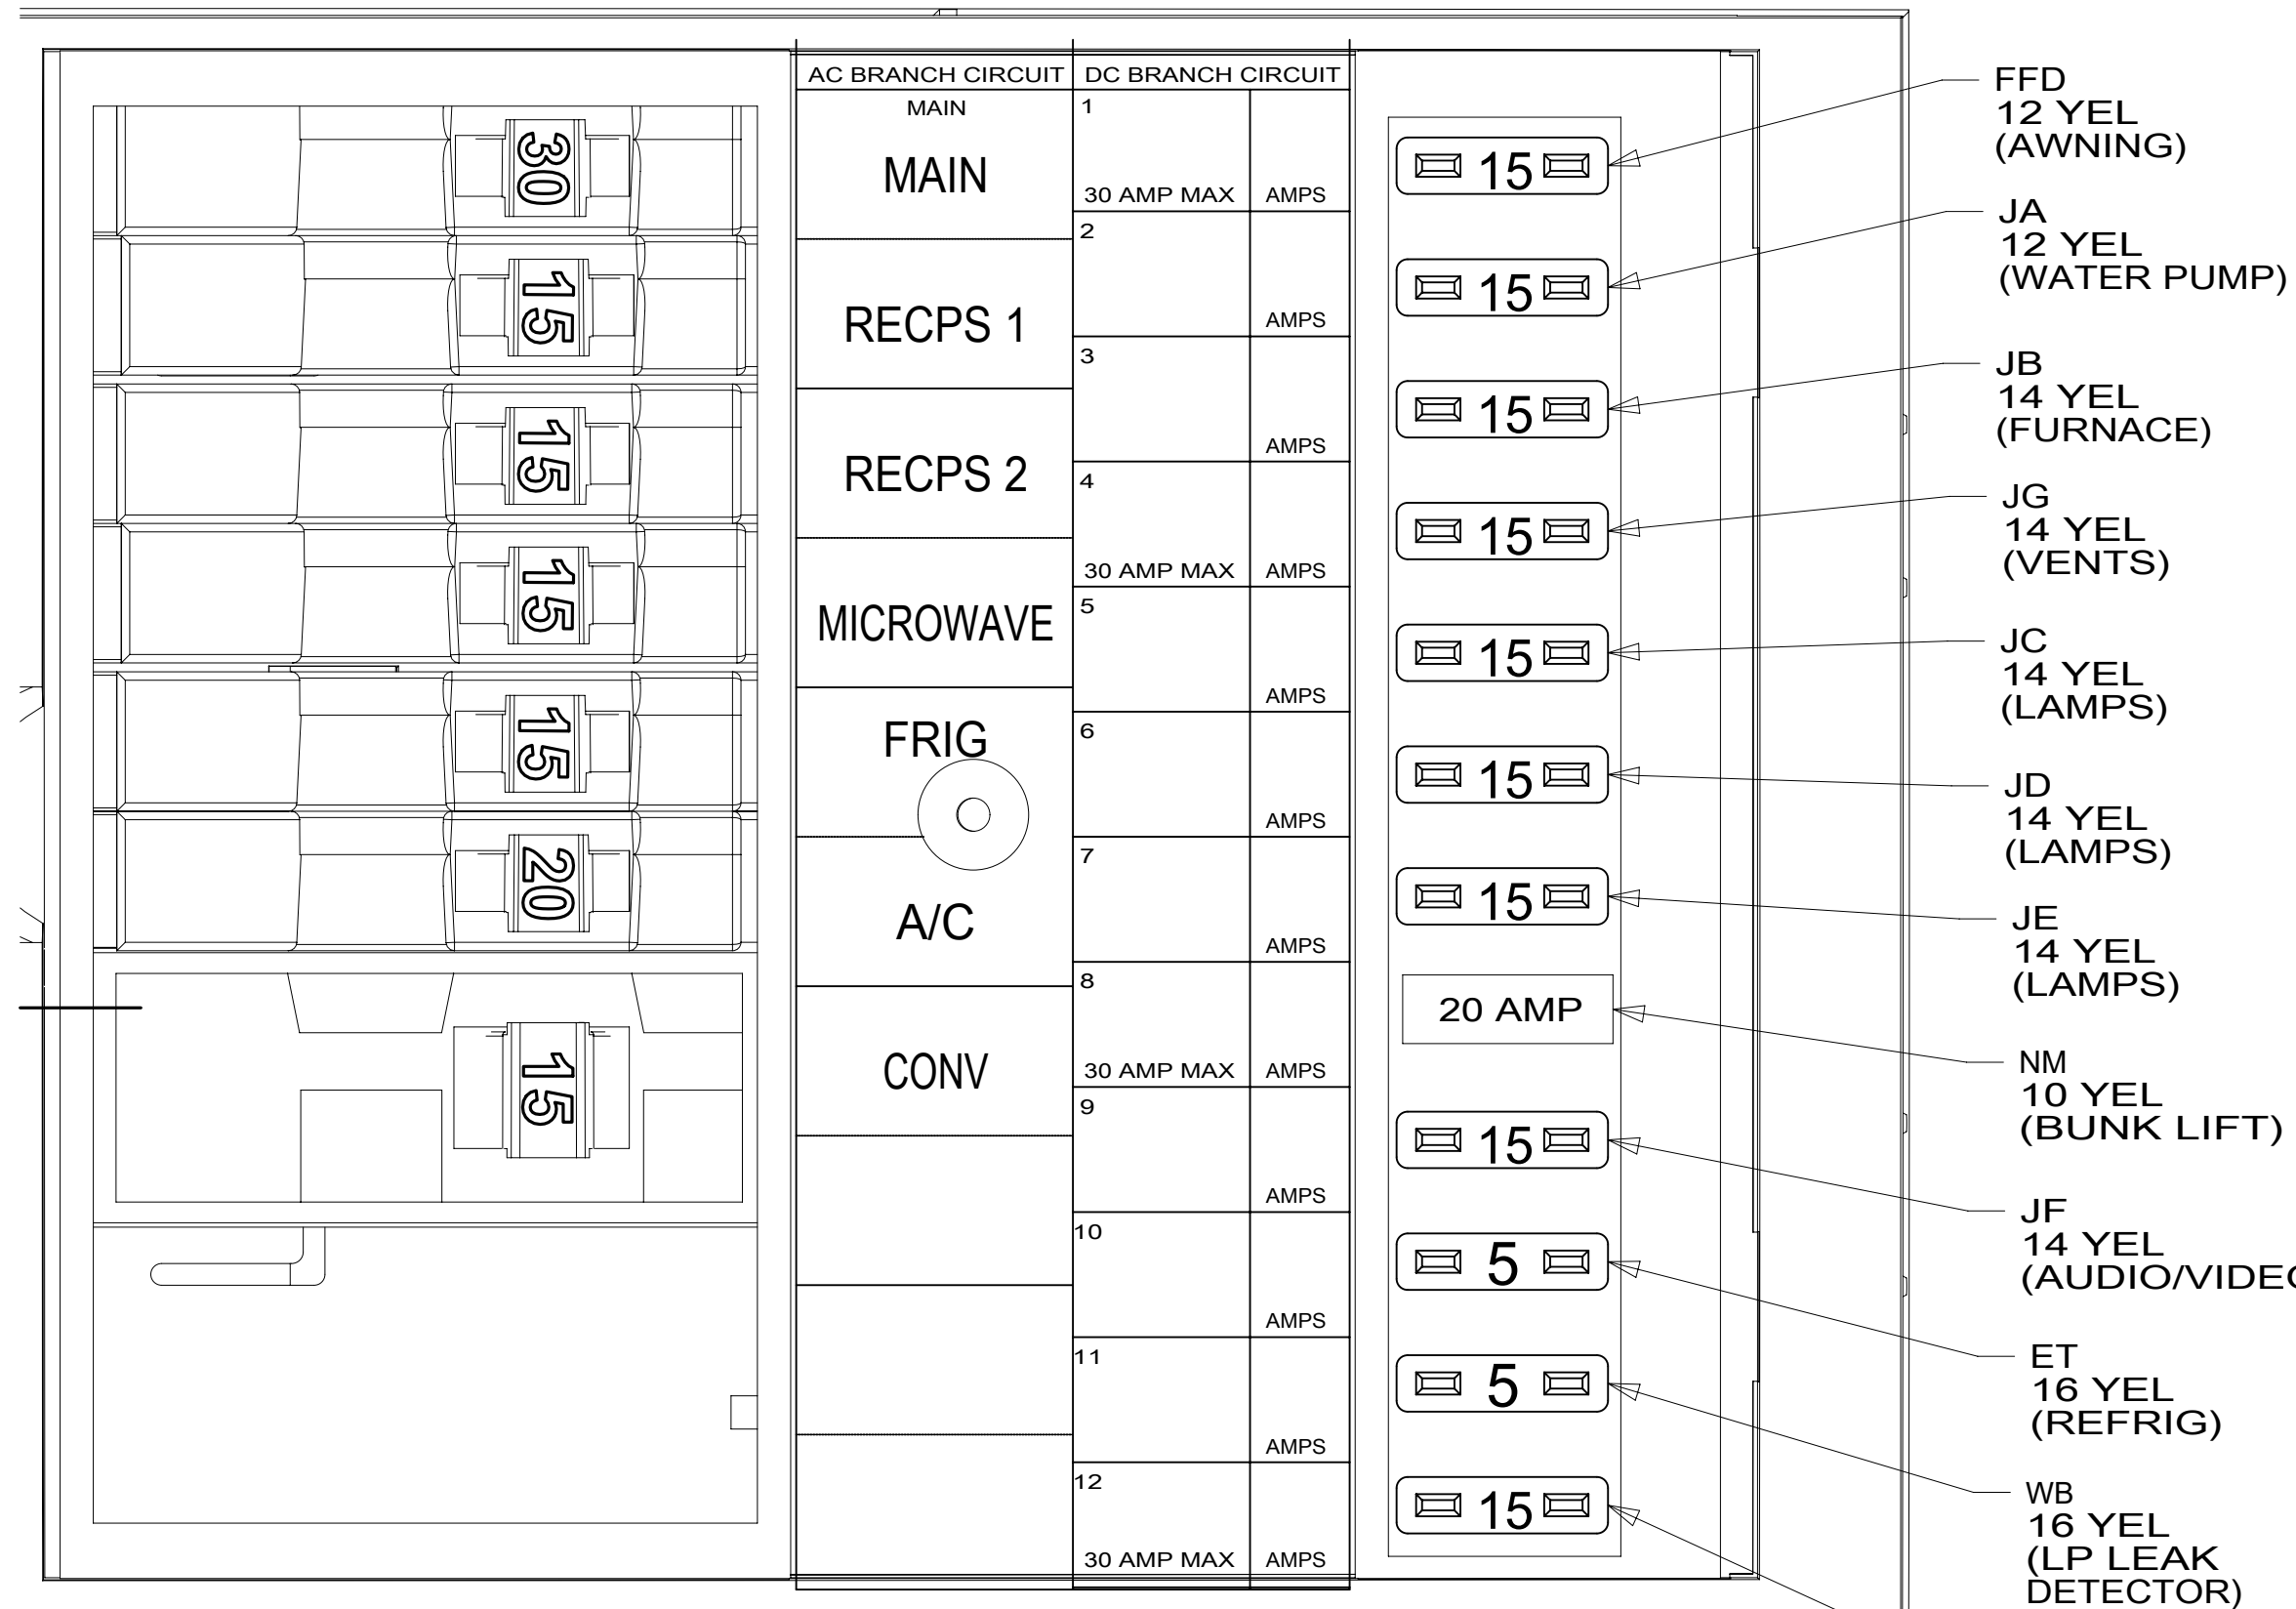 AC BRANCH CIRCUIT
DC BRANCH CIRCUIT
30
15
15
15
15
20
15
MAIN
MAIN
RECPS 1
RECPS 2
MICROWAVE
FRIG
A/C
CONV
1
30 AMP MAX AMPS
2
AMPS
3
AMPS
4
30 AMP MAX AMPS
5
AMPS
6
AMPS
7
AMPS
8
30 AMP MAX AMPS
9
AMPS
10
AMPS
11
AMPS
12
30 AMP MAX AMPS
15
15
15
15
15
15
15
20 AMP
15
5
5
15
FFD
12 YEL
(AWNING)
JA
12 YEL
(WATER PUMP)
JB
14 YEL
(FURNACE)
JG
14 YEL
(VENTS)
JC
14 YEL
(LAMPS)
JD
14 YEL
(LAMPS)
JE
14 YEL
(LAMPS)
NM
10 YEL
(BUNK LIFT)
JF
14 YEL
(AUDIO/VIDEO
ET
16 YEL
(REFRIG)
WB
16 YEL
(LP LEAK
DETECTOR)